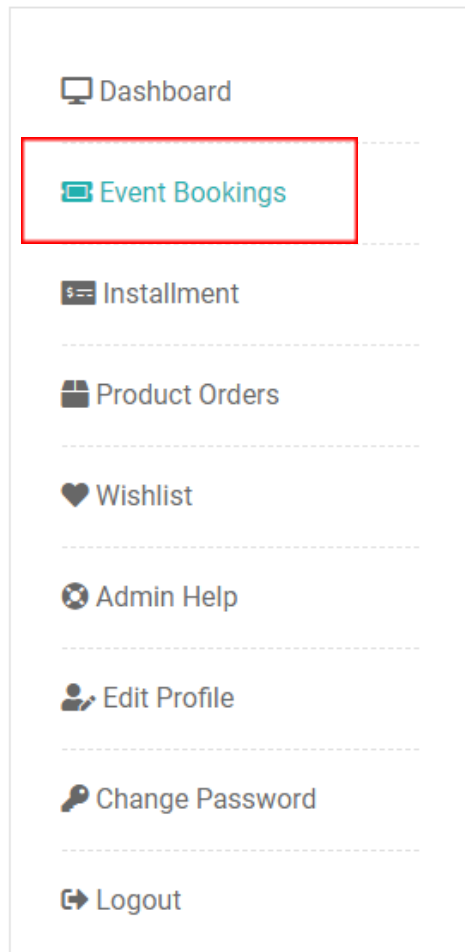 Dashboard
Event Bookings
Installment
Product Orders
Wishlist
Admin Help
Edit Profile
Change Password
Logout